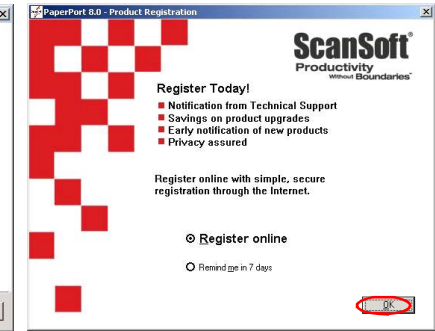 PaperPort 8.0 - Product Registration
ScanSoft®
Productivity
Without Boundaries™
Register Today!
Notification from Technical Support
Savings on product upgrades
Early notification of new products
Privacy assured
Register online with simple, secure
registration through the Internet.
Register online
Remind me in 7 days
OK